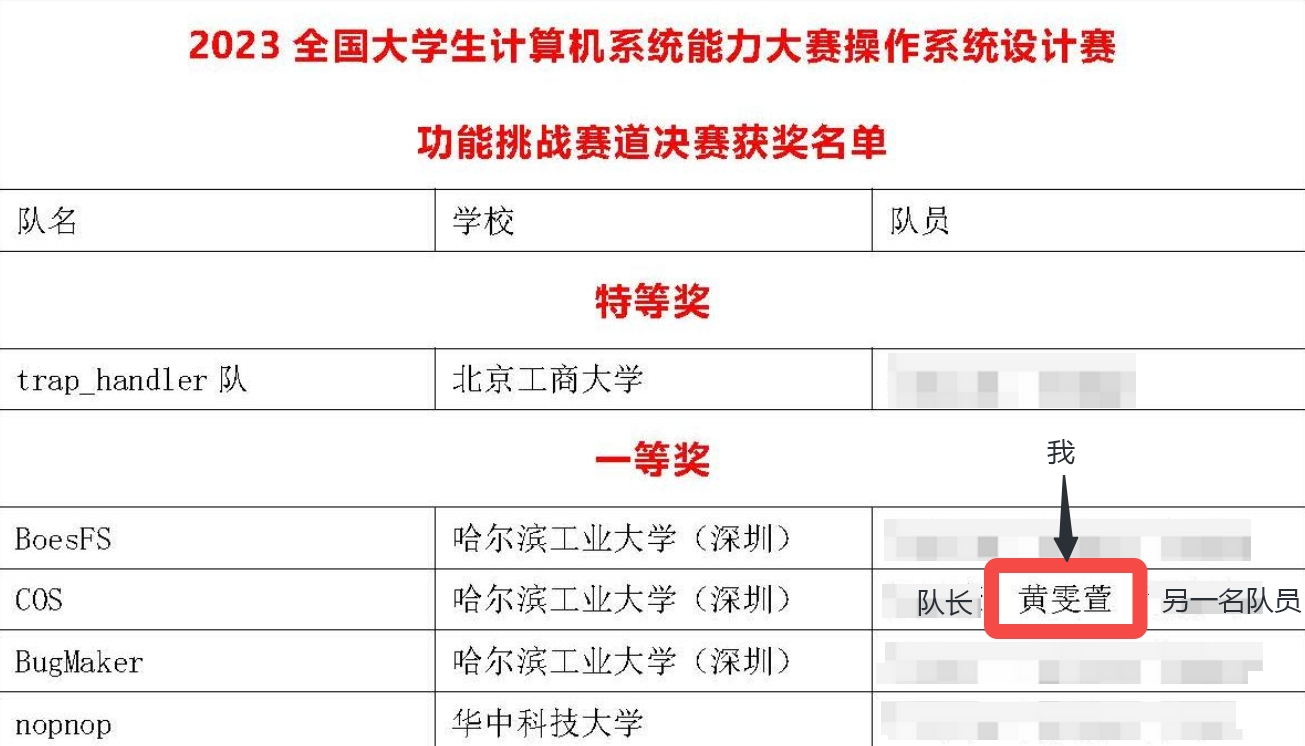 2023 全国大学生计算机系统能力大赛操作系统设计赛
功能挑战赛道决赛获奖名单
队名 学校 队员
特等奖
trap_handler 队 北京工商大学
一等奖
我
BoesFS 哈尔滨工业大学（深圳）
COS 哈尔滨工业大学（深圳） 队长 黄雯萱 另一名队员
BugMaker 哈尔滨工业大学（深圳）
nopnop 华中科技大学